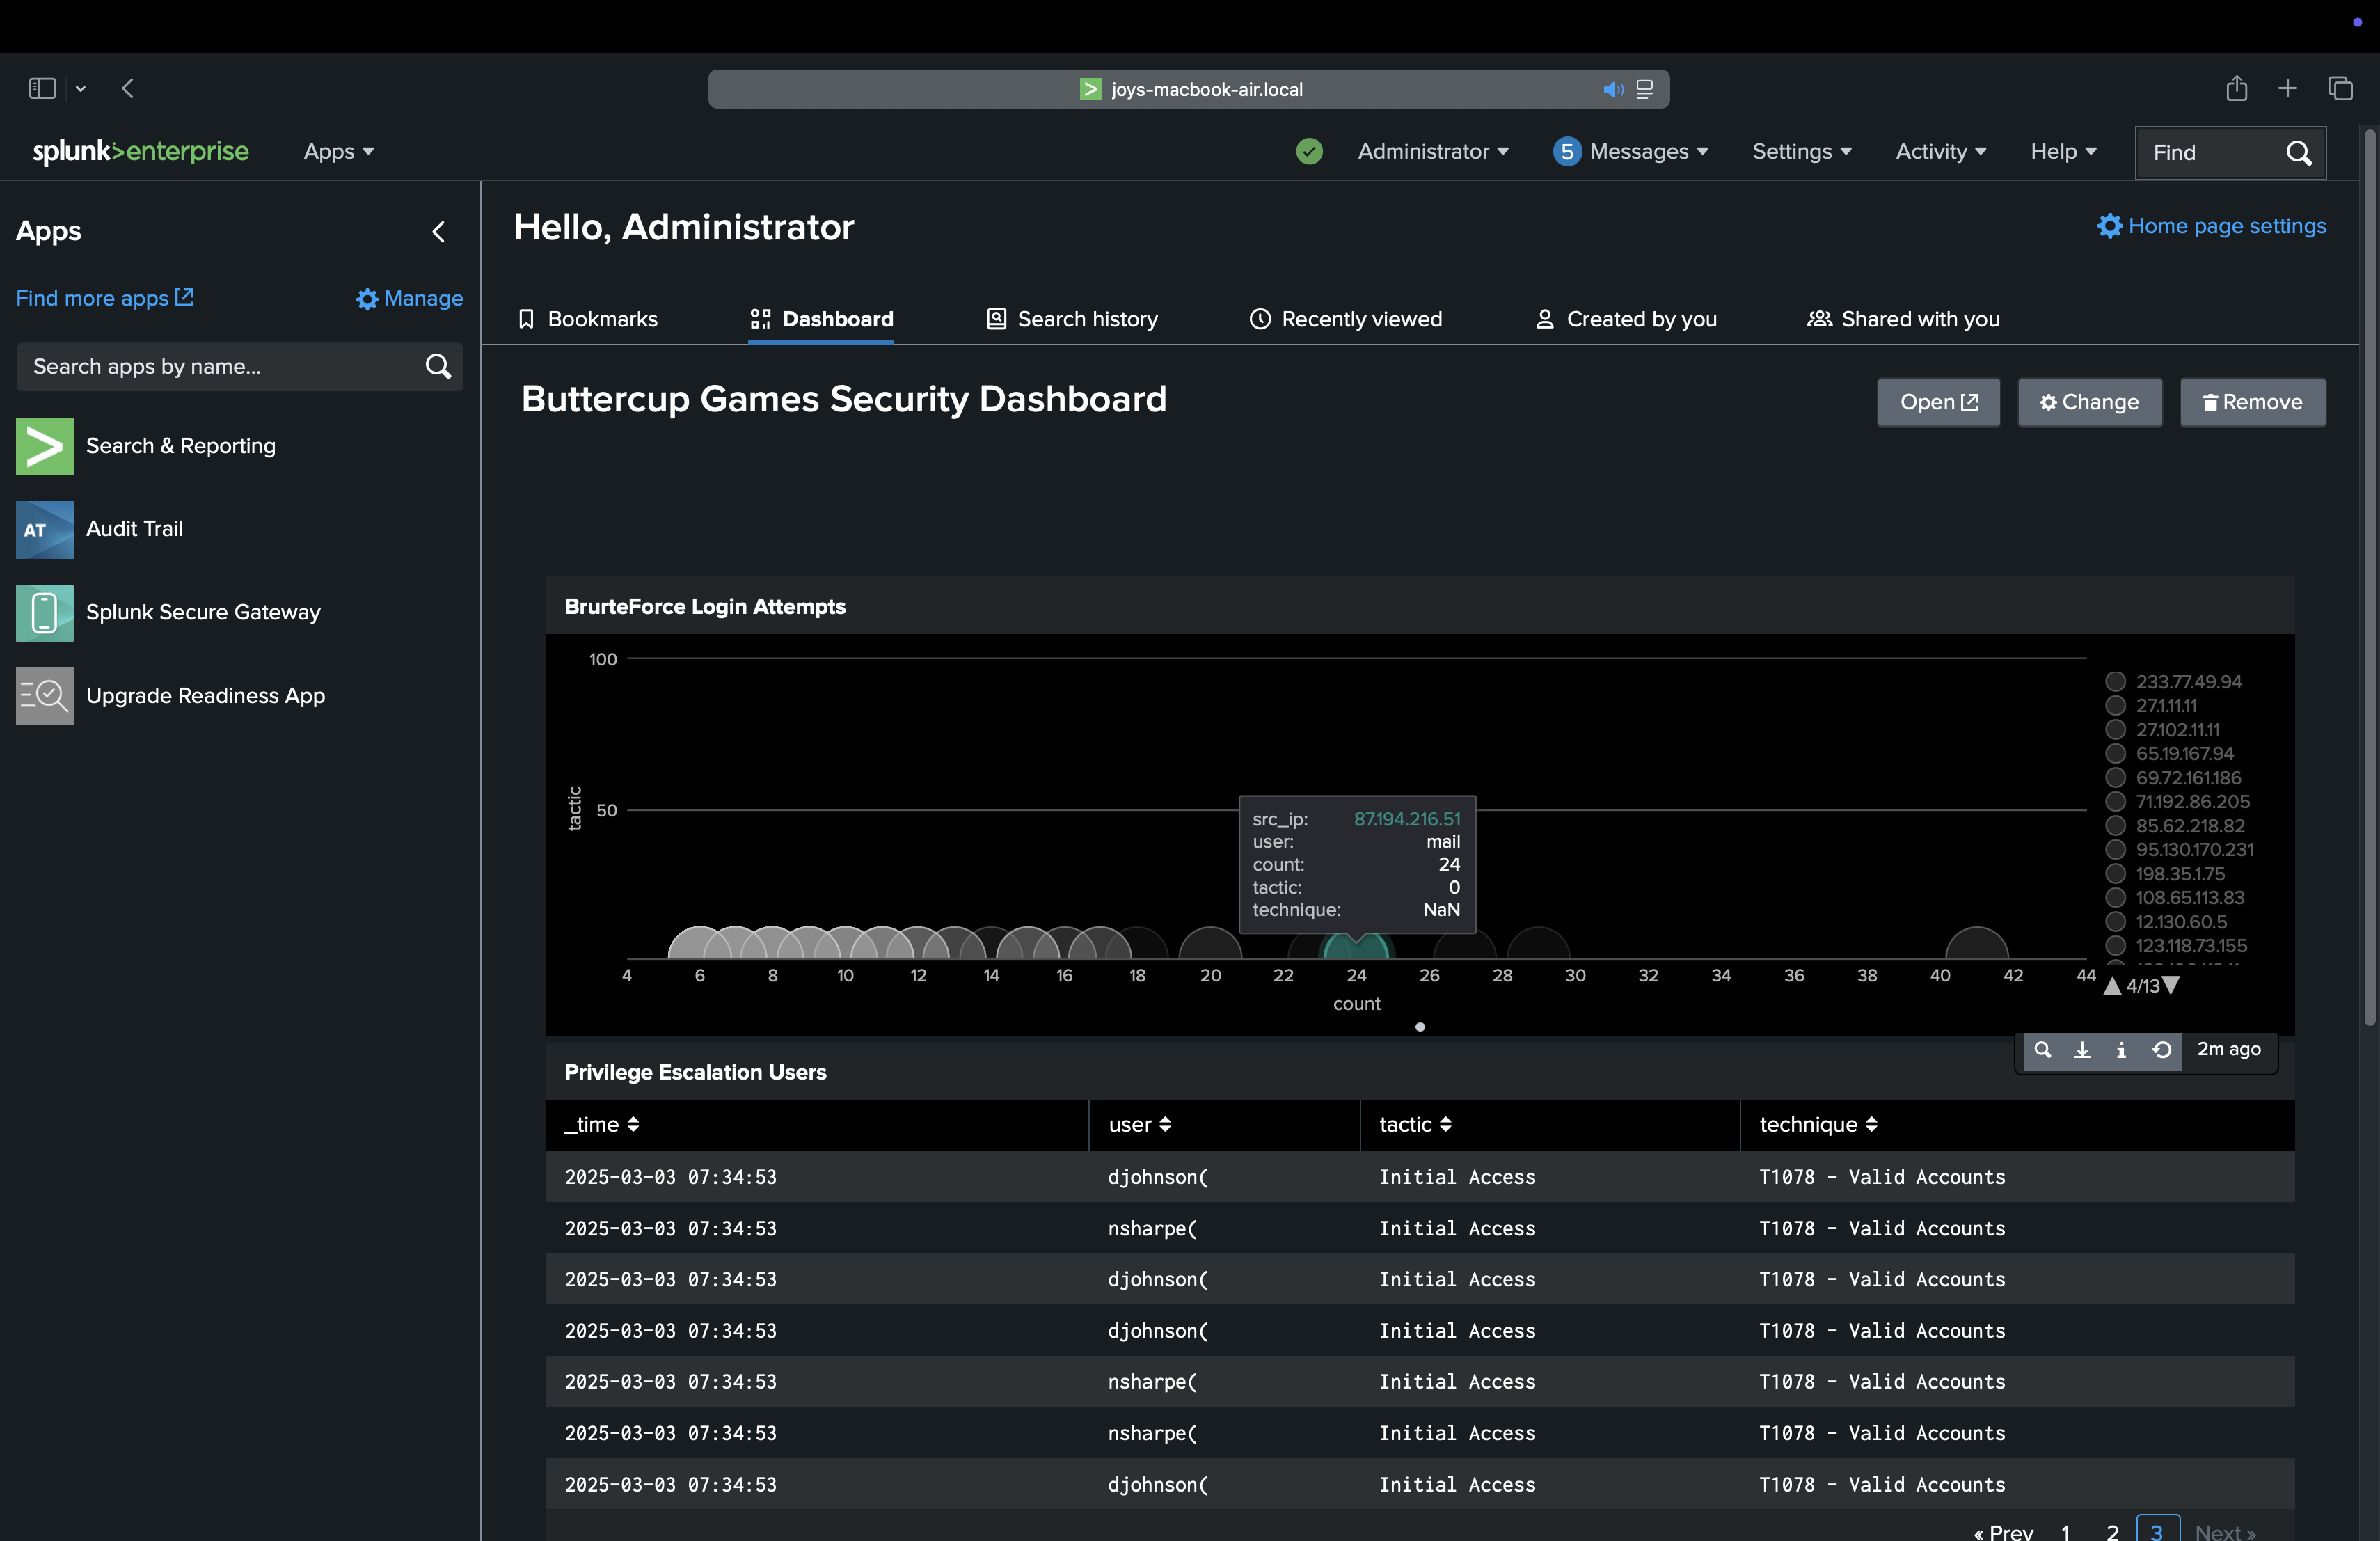 joys-macbook-air.local
splunk>enterprise Apps Administrator 5 Messages Settings Activity Help Find
Apps
Find more apps Manage
Search apps by name...
Search & Reporting
AT Audit Trail
Splunk Secure Gateway
Upgrade Readiness App
Hello, Administrator
Home page settings
Bookmarks Dashboard Search history Recently viewed Created by you Shared with you
Buttercup Games Security Dashboard
Open Change Remove
BrurteForce Login Attempts
100
50
tactic
src_ip: 87.194.216.51
user: mail
count: 24
tactic: 0
technique: NaN
4 6 8 10 12 14 16 18 20 22 24 26 28 30 32 34 36 38 40 42 44
count
233.77.49.94
27.1.11.11
27.102.11.11
65.19.167.94
69.72.161.186
71.192.86.205
85.62.218.82
95.130.170.231
198.35.1.75
108.65.113.83
12.130.60.5
123.118.73.155
4/13
2m ago
Privilege Escalation Users
_time user tactic technique
2025-03-03 07:34:53 djohnson( Initial Access T1078 - Valid Accounts
2025-03-03 07:34:53 nsharpe( Initial Access T1078 - Valid Accounts
2025-03-03 07:34:53 djohnson( Initial Access T1078 - Valid Accounts
2025-03-03 07:34:53 djohnson( Initial Access T1078 - Valid Accounts
2025-03-03 07:34:53 nsharpe( Initial Access T1078 - Valid Accounts
2025-03-03 07:34:53 nsharpe( Initial Access T1078 - Valid Accounts
2025-03-03 07:34:53 djohnson( Initial Access T1078 - Valid Accounts
« Prev 1 2 3 Next »